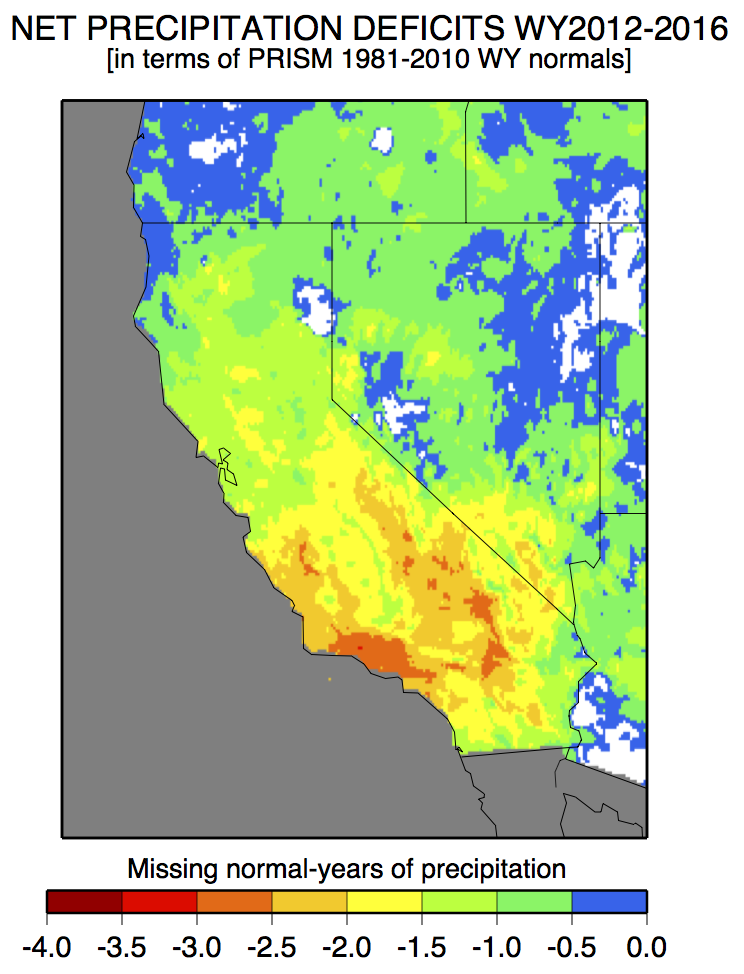 NET PRECIPITATION DEFICITS WY2012-2016
[in terms of PRISM 1981-2010 WY normals]
Missing normal-years of precipitation
-4.0 -3.5 -3.0 -2.5 -2.0 -1.5 -1.0 -0.5 0.0